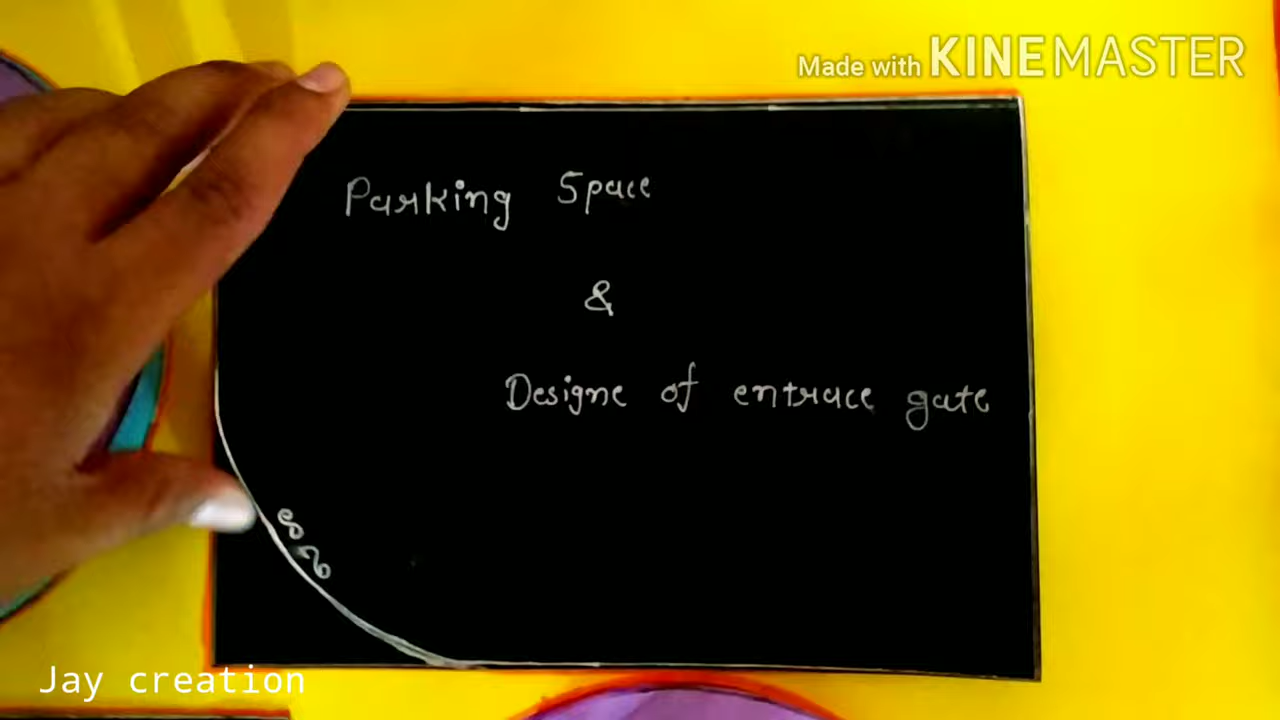 Made with KINEMASTER
Parking Space
&
Designe of entrace gate
Jay creation